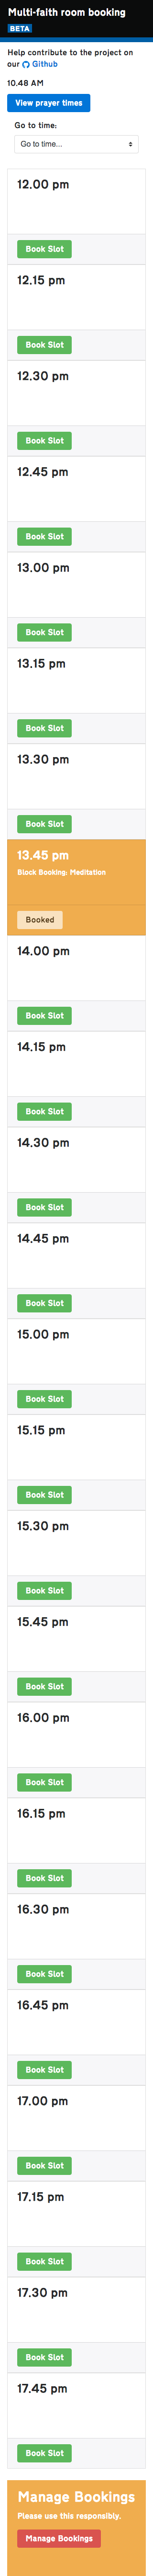 Multi-faith room booking
BETA
Help contribute to the project on
our Github
10.48 AM
View prayer times
Go to time:
Go to time...
12.00 pm
Book Slot
12.15 pm
Book Slot
12.30 pm
Book Slot
12.45 pm
Book Slot
13.00 pm
Book Slot
13.15 pm
Book Slot
13.30 pm
Book Slot
13.45 pm
Block Booking: Meditation
Booked
14.00 pm
Book Slot
14.15 pm
Book Slot
14.30 pm
Book Slot
14.45 pm
Book Slot
15.00 pm
Book Slot
15.15 pm
Book Slot
15.30 pm
Book Slot
15.45 pm
Book Slot
16.00 pm
Book Slot
16.15 pm
Book Slot
16.30 pm
Book Slot
16.45 pm
Book Slot
17.00 pm
Book Slot
17.15 pm
Book Slot
17.30 pm
Book Slot
17.45 pm
Book Slot
Manage Bookings
Please use this responsibly.
Manage Bookings